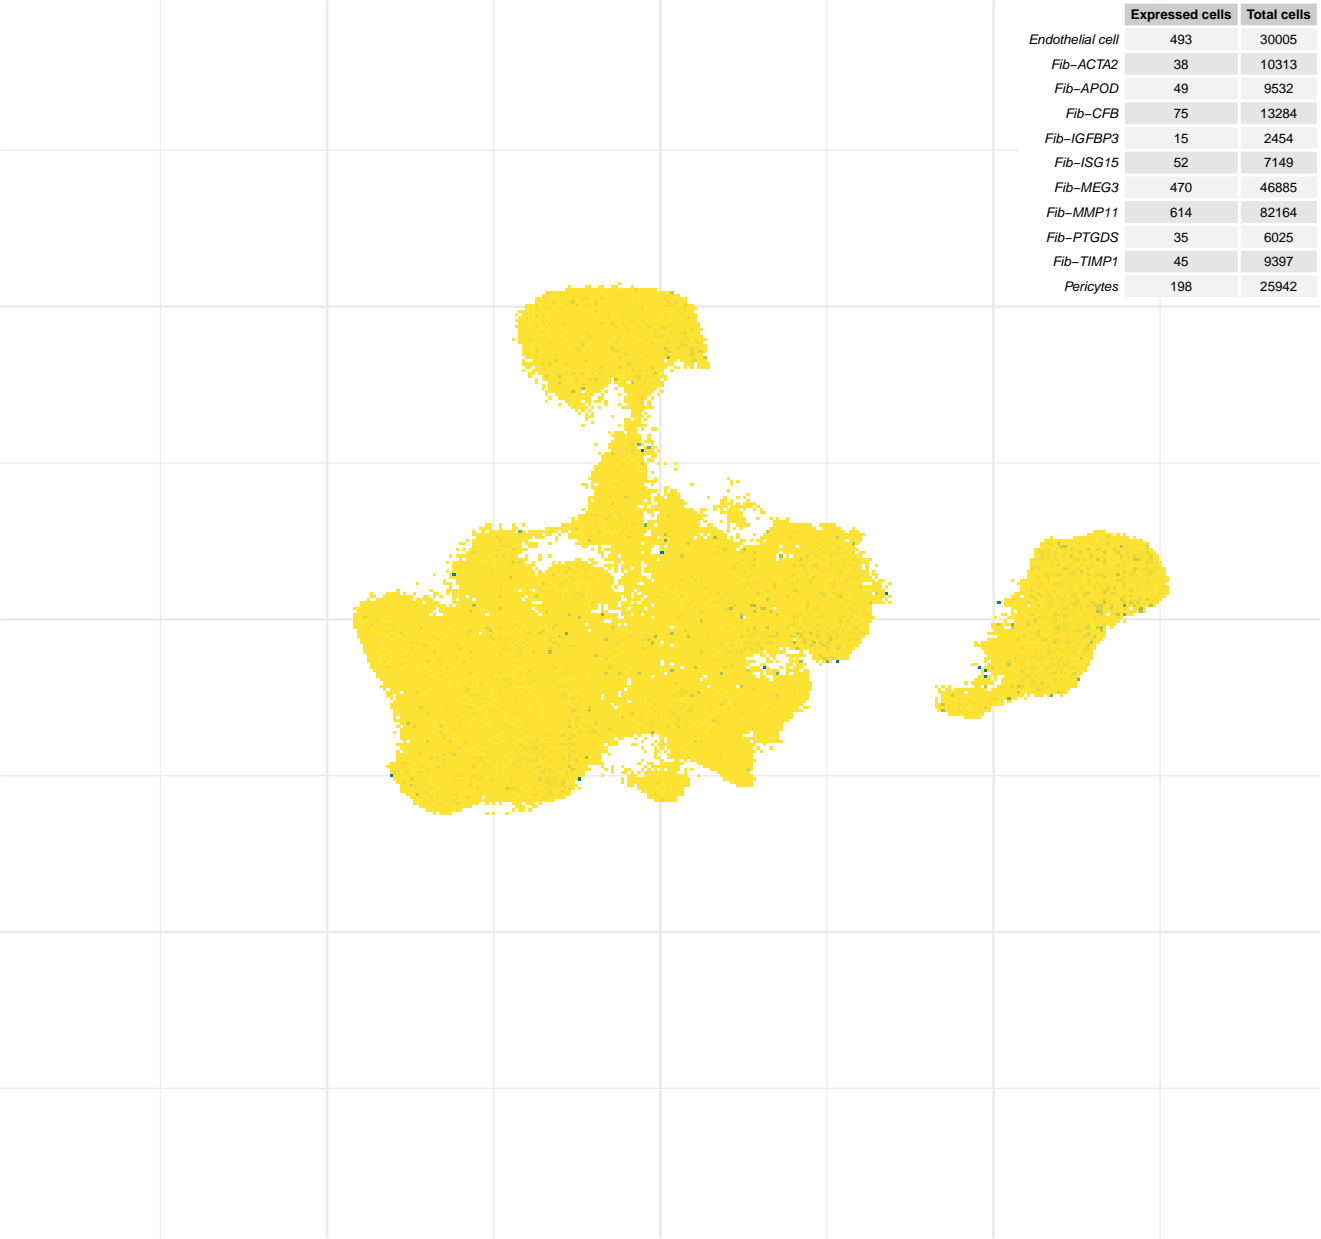 Expressed cells Total cells
Endothelial cell 493 30005
Fib−ACTA2 38 10313
Fib−APOD 49 9532
Fib−CFB 75 13284
Fib−IGFBP3 15 2454
Fib−ISG15 52 7149
Fib−MEG3 470 46885
Fib−MMP11 614 82164
Fib−PTGDS 35 6025
Fib−TIMP1 45 9397
Pericytes 198 25942